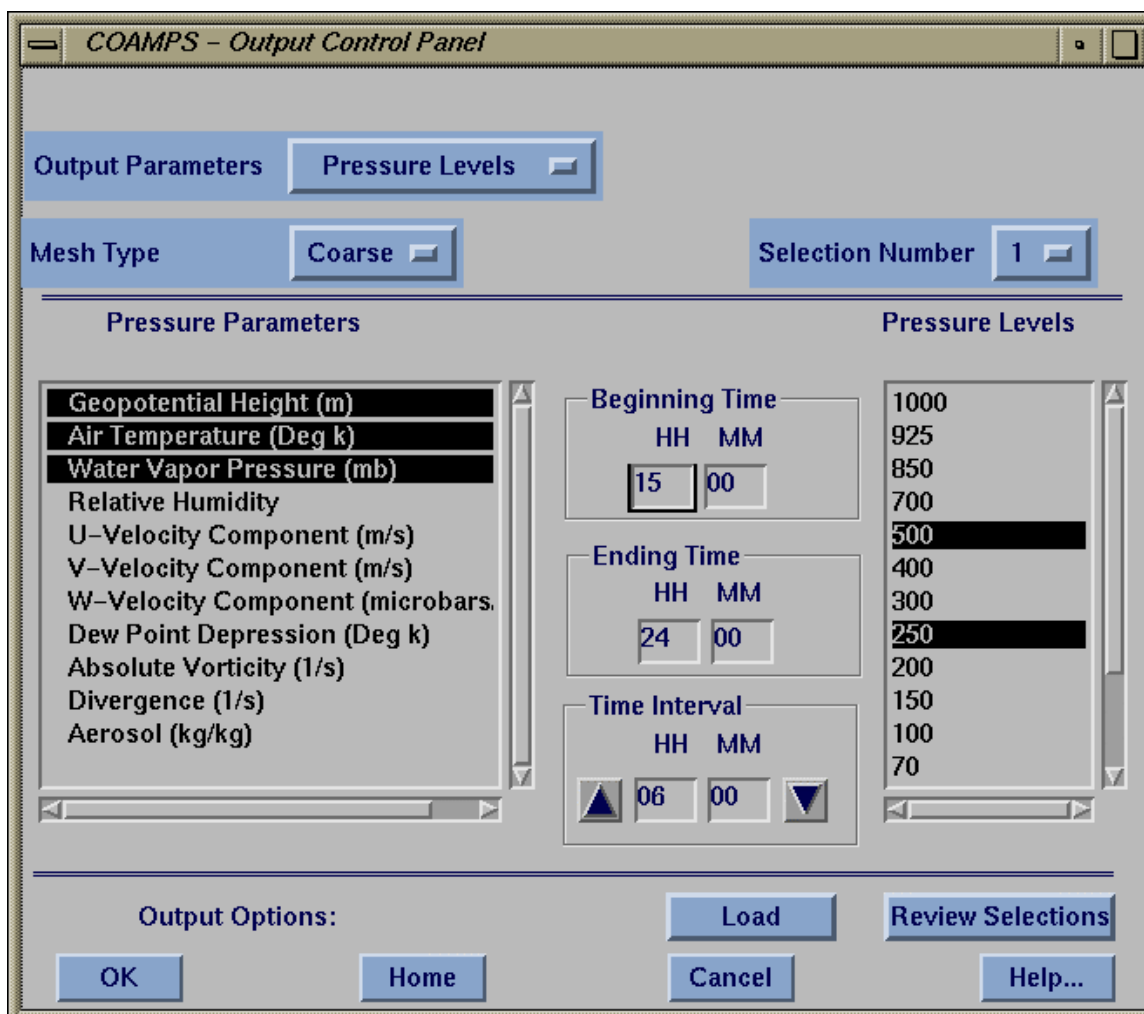 COAMPS – Output Control Panel
Output Parameters
Pressure Levels
Mesh Type
Coarse
Selection Number
1
Pressure Parameters
Pressure Levels
Geopotential Height (m)
Air Temperature (Deg k)
Water Vapor Pressure (mb)
Relative Humidity
U–Velocity Component (m/s)
V–Velocity Component (m/s)
W–Velocity Component (microbars
Dew Point Depression (Deg k)
Absolute Vorticity (1/s)
Divergence (1/s)
Aerosol (kg/kg)
Beginning Time
HH MM
15 00
Ending Time
HH MM
24 00
Time Interval
HH MM
06 00
1000
925
850
700
500
400
300
250
200
150
100
70
Output Options:
Load
Review Selections
OK
Home
Cancel
Help...